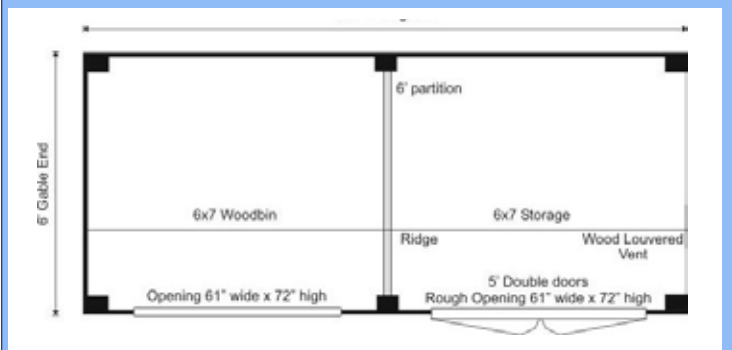 6' partition
6' Gable End
6x7 Woodbin
6x7 Storage
Ridge
Wood Louvered
Vent
5' Double doors
Opening 61" wide x 72" high
Rough Opening 61" wide x 72" high